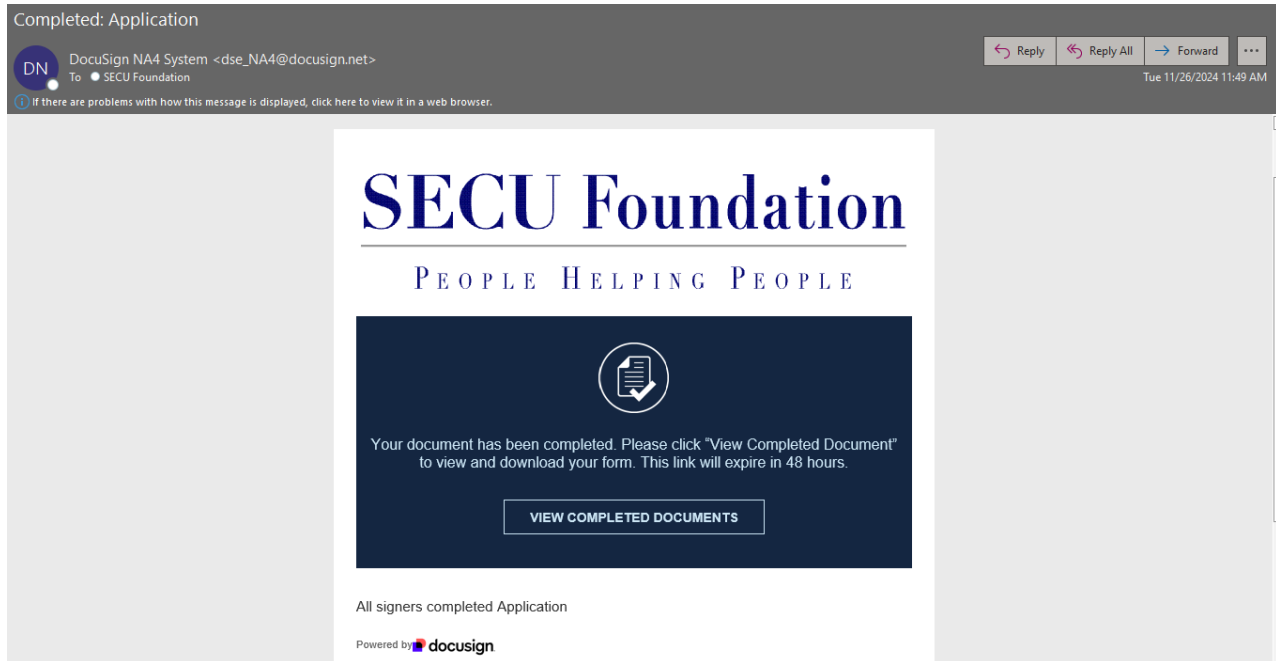 Completed: Application
DN
DocuSign NA4 System <dse_NA4@docusign.net>
To SECU Foundation
Reply
Reply All
Forward
Tue 11/26/2024 11:49 AM
If there are problems with how this message is displayed, click here to view it in a web browser.
SECU Foundation
PEOPLE HELPING PEOPLE
Your document has been completed. Please click “View Completed Document”
to view and download your form. This link will expire in 48 hours.
VIEW COMPLETED DOCUMENTS
All signers completed Application
Powered by docusign